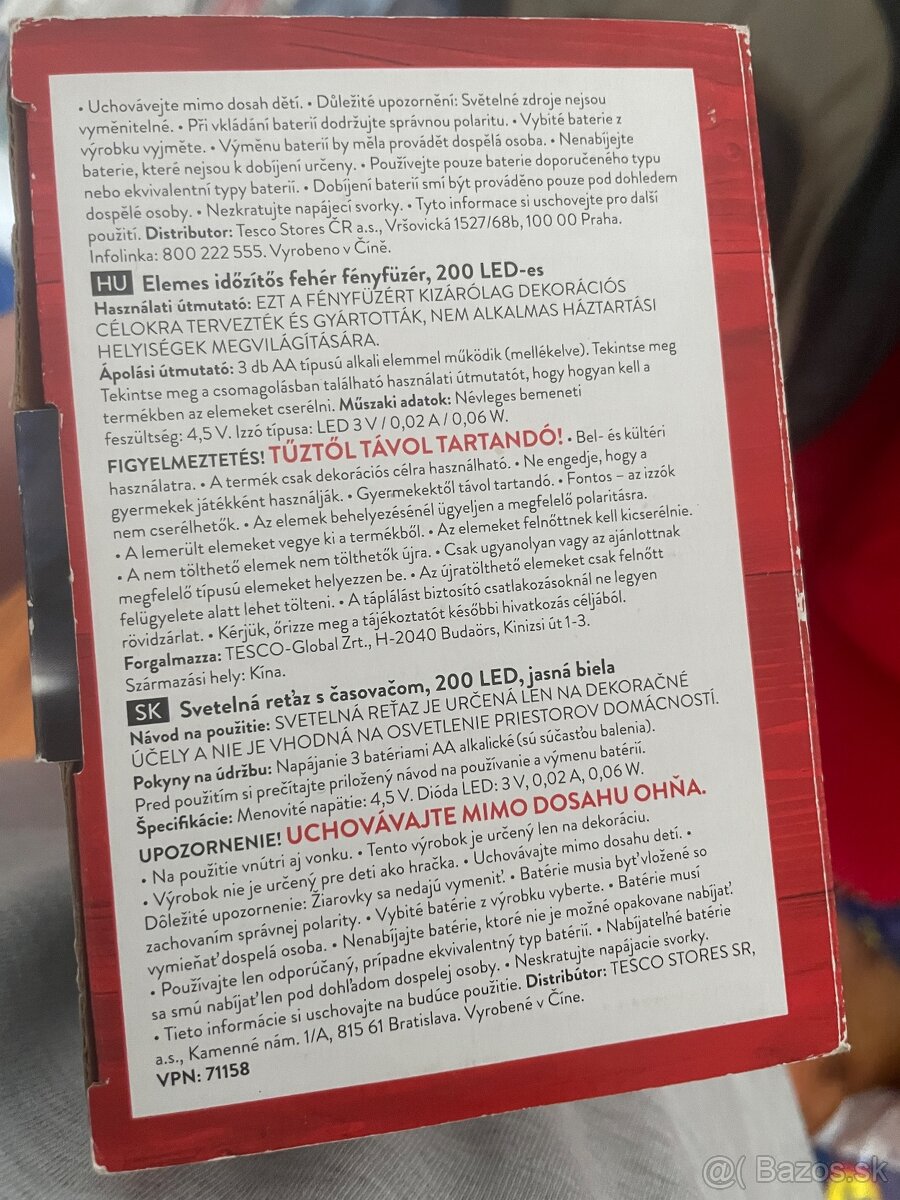 • Uchovávejte mimo dosah dětí. • Důležité upozornění: Světelné zdroje nejsou
vyměnitelné. • Při vkládání baterií dodržujte správnou polaritu. • Vybité baterie z
výrobku vyjměte. • Výměnu baterií by měla provádět dospělá osoba. • Nenabíjejte
baterie, které nejsou k dobíjení určeny. • Používejte pouze baterie doporučeného typu
nebo ekvivalentní typy baterií. • Dobíjení baterií smí být prováděno pouze pod dohledem
dospělé osoby. • Nezkratujte napájecí svorky. • Tyto informace si uschovejte pro další
použití. Distributor: Tesco Stores ČR a.s., Vršovická 1527/68b, 100 00 Praha.
Infolinka: 800 222 555. Vyrobeno v Číně.
HU Elemes időzítős fehér fényfüzér, 200 LED-es
Használati útmutató: EZT A FÉNYFÜZÉRT KIZÁRÓLAG DEKORÁCIÓS
CÉLOKRA TERVEZTÉK ÉS GYÁRTOTTÁK, NEM ALKALMAS HÁZTARTÁSI
HELYISÉGEK MEGVILÁGÍTÁSÁRA.
Ápolási útmutató: 3 db AA típusú alkali elemmel működik (mellékelve). Tekintse meg
Tekintse meg a csomagolásban található használati útmutatót, hogy hogyan kell a
termékben az elemeket cserélni. Műszaki adatok: Névleges bemeneti
feszültség: 4,5 V. Izzó típusa: LED 3 V / 0,02 A / 0,06 W.
FIGYELMEZTETÉS! TŰZTŐL TÁVOL TARTANDÓ! • Bel- és kültéri
használatra. • A termék csak dekorációs célra használható. • Ne engedje, hogy a
gyermekek játékként használják. • Gyermekektől távol tartandó. • Fontos – az izzók
nem cserélhetők. • Az elemek behelyezésénél ügyeljen a megfelelő polaritásra.
• A lemerült elemeket vegye ki a termékből. • Az elemeket felnőttnek kell kicserélnie.
• A nem tölthető elemek nem tölthetők újra. • Csak ugyanolyan vagy az ajánlottnak
megfelelő típusú elemeket helyezzen be. • Az újratölthető elemeket csak felnőtt
felügyelete alatt lehet tölteni. • A táplálást biztosító csatlakozásoknál ne legyen
rövidzárlat. • Kérjük, őrizze meg a tájékoztatót későbbi hivatkozás céljából.
Forgalmazza: TESCO-Global Zrt., H-2040 Budaörs, Kinizsi út 1-3.
Származási hely: Kína.
SK Svetelná reťaz s časovačom, 200 LED, jasná biela
Návod na použitie: SVETELNÁ REŤAZ JE URČENÁ LEN NA DEKORAČNÉ
ÚČELY A NIE JE VHODNÁ NA OSVETLENIE PRIESTOROV DOMÁCNOSTÍ.
Pokyny na údržbu: Napájanie 3 batériami AA alkalické (sú súčasťou balenia).
Pred použitím si prečítajte priložený návod na používanie a výmenu batérií.
Špecifikácie: Menovité napätie: 4,5 V. Dióda LED: 3 V, 0,02 A, 0,06 W.
UPOZORNENIE! UCHOVÁVAJTE MIMO DOSAHU OHŇA.
• Na použitie vnútri aj vonku. • Tento výrobok je určený len na dekoráciu.
• Výrobok nie je určený pre deti ako hračka. • Uchovávajte mimo dosahu detí. •
Dôležité upozornenie: Žiarovky sa nedajú vymeniť. • Batérie musia byť vložené so
zachovaním správnej polarity. • Vybité batérie z výrobku vyberte. • Batérie musí
vymieňať dospelá osoba. • Nenabíjajte batérie, ktoré nie je možné opakovane nabíjať.
• Používajte len odporúčaný, prípadne ekvivalentný typ batérií. • Nabíjateľné batérie
sa smú nabíjať len pod dohľadom dospelej osoby. • Neskratujte napájacie svorky.
• Tieto informácie si uschovajte na budúce použitie. Distribútor: TESCO STORES SR,
a.s., Kamenné nám. 1/A, 815 61 Bratislava. Vyrobené v Číne.
VPN: 71158
@( Bazos.sk